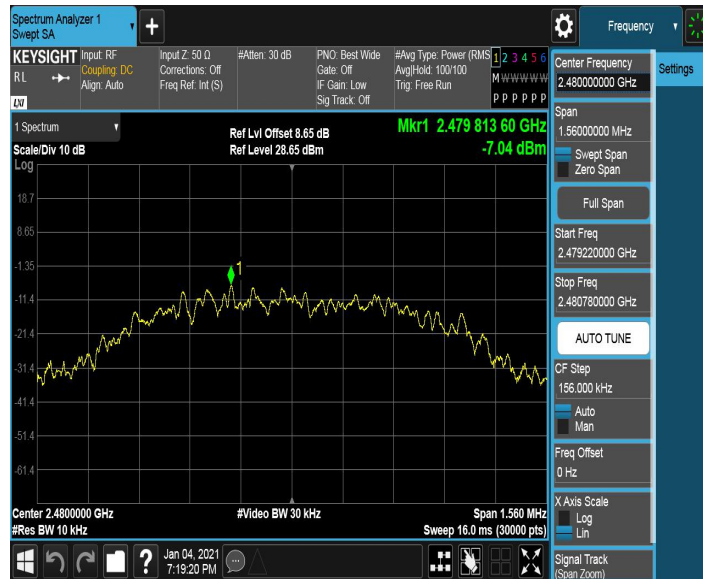 Spectrum Analyzer 1
Swept SA
+
Frequency
KEYSIGHT
RL
LXI
Input: RF
Coupling: DC
Align: Auto
Input Z: 50 Ω
Corrections: Off
Freq Ref: Int (S)
#Atten: 30 dB
PNO: Best Wide
Gate: Off
IF Gain: Low
Sig Track: Off
#Avg Type: Power (RMS
Avg|Hold: 100/100
Trig: Free Run
1 2 3 4 5 6
M W W W W W
P P P P P P
1 Spectrum
Scale/Div 10 dB
Ref Lvl Offset 8.65 dB
Ref Level 28.65 dBm
Mkr1 2.479 813 60 GHz
-7.04 dBm
Log
18.7
8.65
-1.35
-11.4
-21.4
-31.4
-41.4
-51.4
-61.4
1
Center 2.4800000 GHz
#Video BW 30 kHz
Span 1.560 MHz
#Res BW 10 kHz
Sweep 16.0 ms (30000 pts)
?
Jan 04, 2021
7:19:20 PM
Center Frequency
2.480000000 GHz
Settings
Span
1.56000000 MHz
Swept Span
Zero Span
Full Span
Start Freq
2.479220000 GHz
Stop Freq
2.480780000 GHz
AUTO TUNE
CF Step
156.000 kHz
Auto
Man
Freq Offset
0 Hz
X Axis Scale
Log
Lin
Signal Track
(Span Zoom)